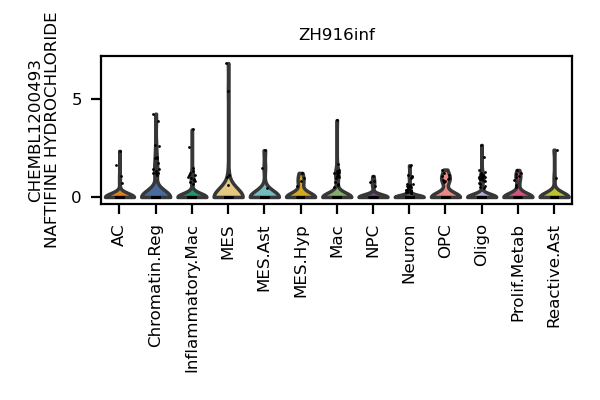 ZH916inf
CHEMBL1200493
NAFTIFINE HYDROCHLORIDE
5
0
AC
Chromatin.Reg
Inflammatory.Mac
MES
MES.Ast
MES.Hyp
Mac
NPC
Neuron
OPC
Oligo
Prolif.Metab
Reactive.Ast